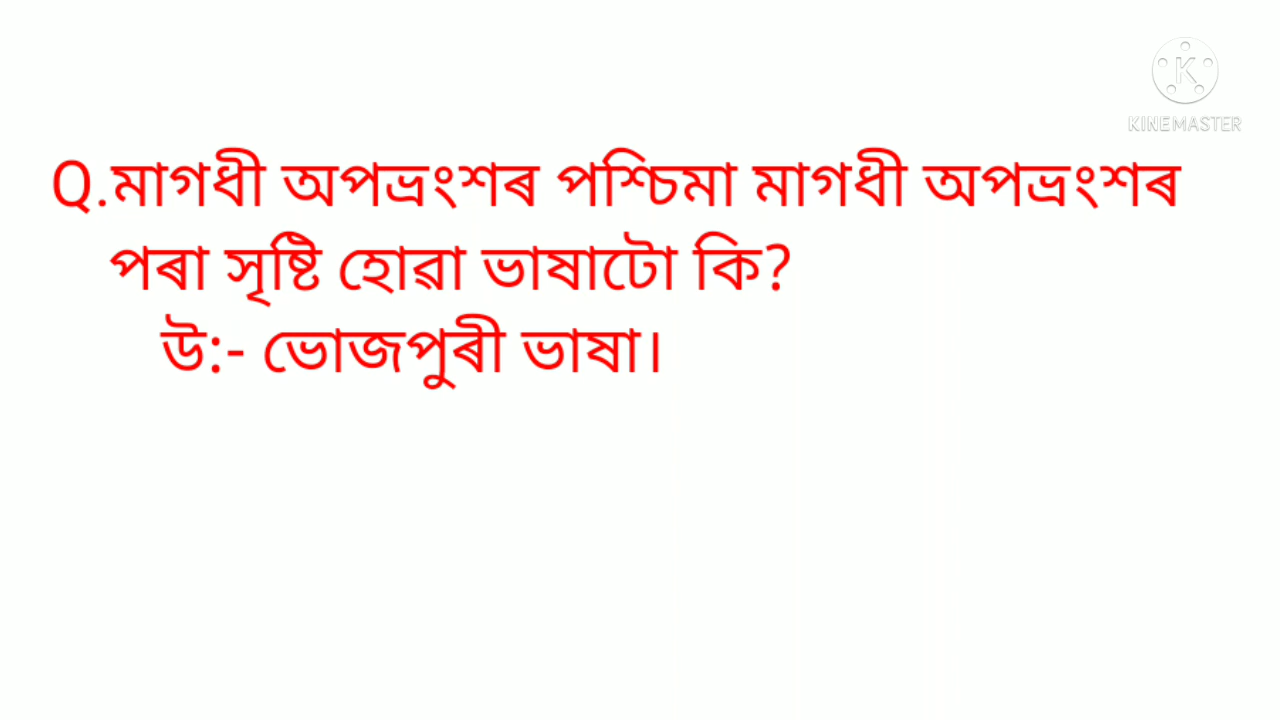 KINEMASTER
Q.মাগধী অপভ্ৰংশৰ পশ্চিমা মাগধী অপভ্ৰংশৰ
পৰা সৃষ্টি হোৱা ভাষাটো কি?
উ:- ভোজপুৰী ভাষা।